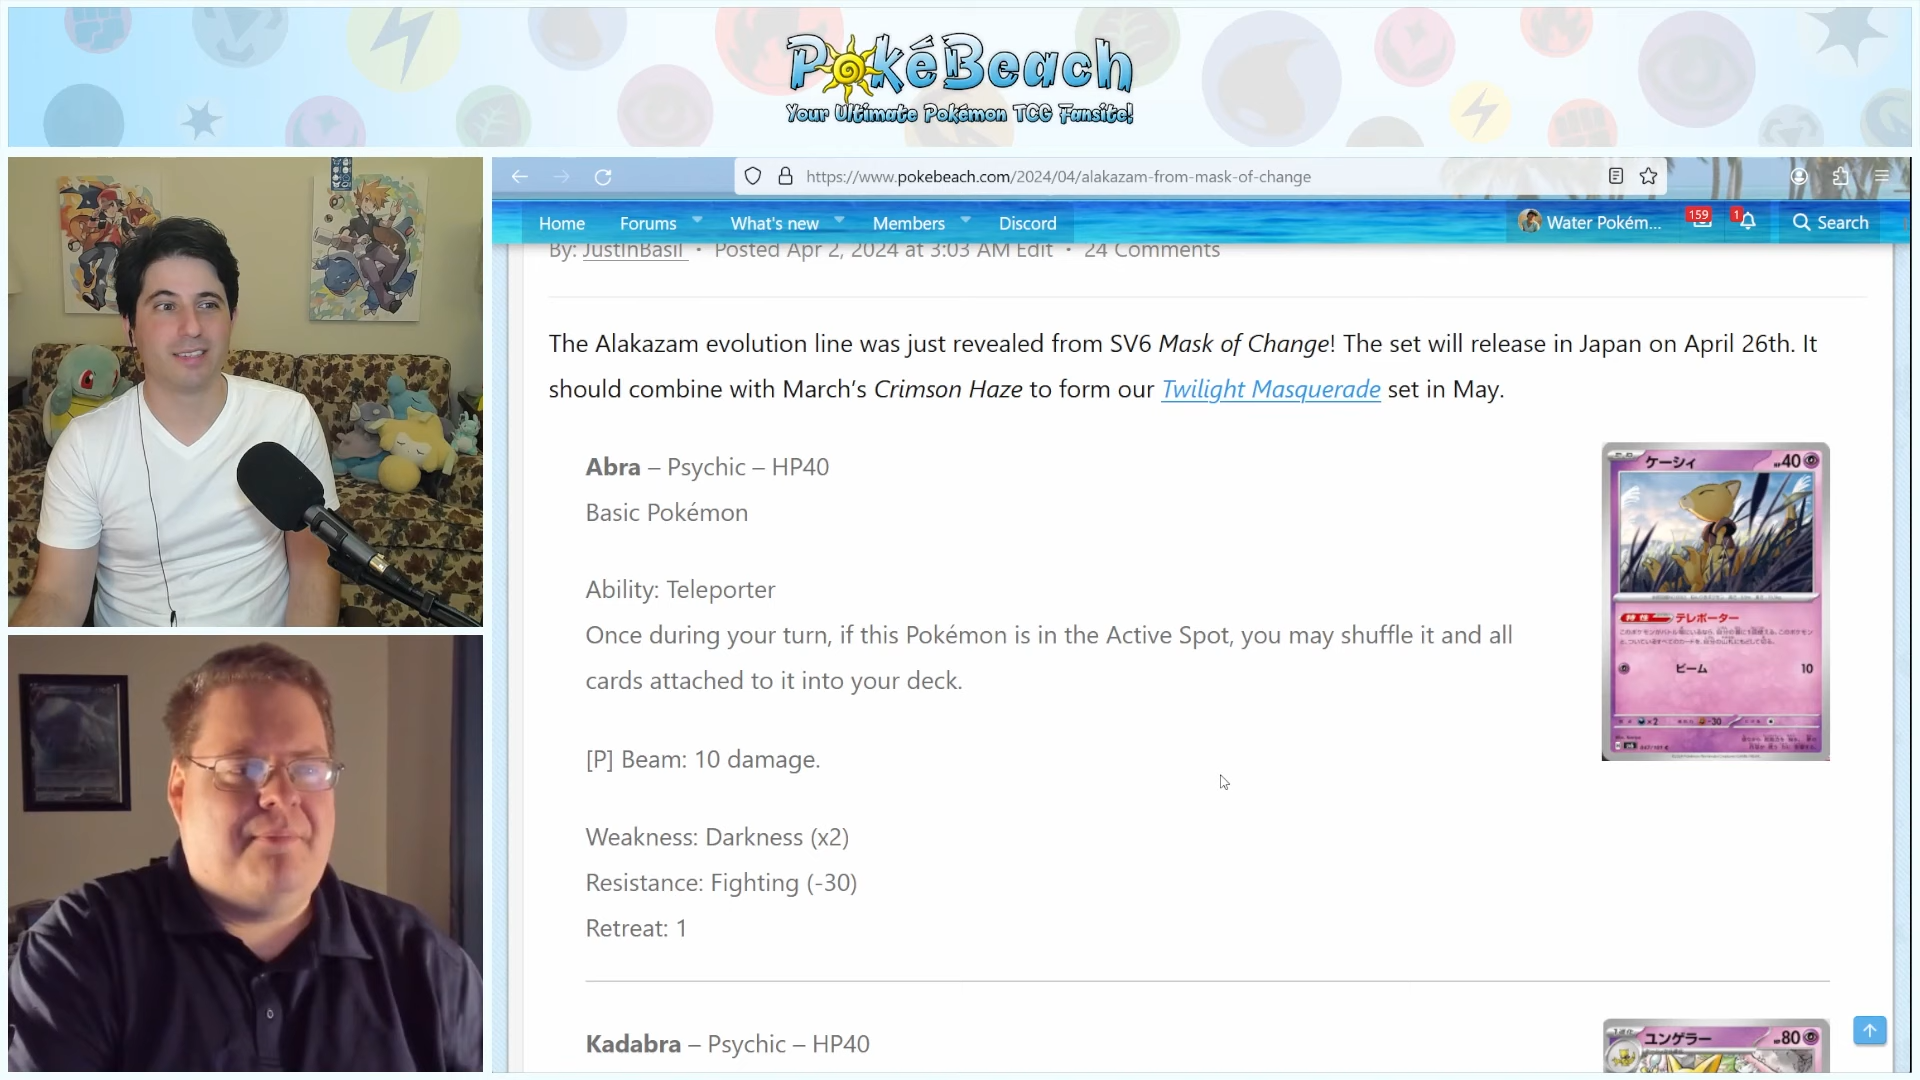 PokéBeach
Your Ultimate Pokémon TCG Fansite!
https://www.pokebeach.com/2024/04/alakazam-from-mask-of-change
Home
Forums
What's new
Members
Discord
Water Pokém...
159
1
Search
By: JustInBasil • Posted Apr 2, 2024 at 3:03 AM Edit • 24 Comments
The Alakazam evolution line was just revealed from SV6 Mask of Change! The set will release in Japan on April 26th. It
should combine with March’s Crimson Haze to form our Twilight Masquerade set in May.
Abra – Psychic – HP40
Basic Pokémon
Ability: Teleporter
Once during your turn, if this Pokémon is in the Active Spot, you may shuffle it and all
cards attached to it into your deck.
[P] Beam: 10 damage.
Weakness: Darkness (x2)
Resistance: Fighting (-30)
Retreat: 1
ケーシィ
HP40
特性 テレポーター
ビーム 10
×2
-30
Kadabra – Psychic – HP40
ユンゲラー
HP80